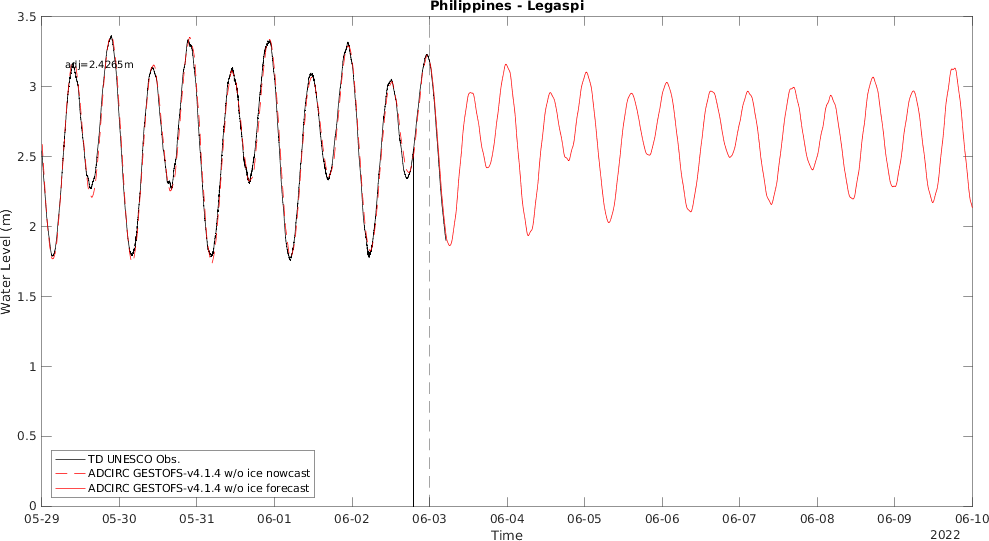 Philippines - Legaspi
3.5
3
2.5
2
1.5
1
0.5
0
Water Level (m)
adj=2.4265m
TD UNESCO Obs.
ADCIRC GESTOFS-v4.1.4 w/o ice nowcast
ADCIRC GESTOFS-v4.1.4 w/o ice forecast
05-29 05-30 05-31 06-01 06-02 06-03 06-04 06-05 06-06 06-07 06-08 06-09 06-10
Time
2022